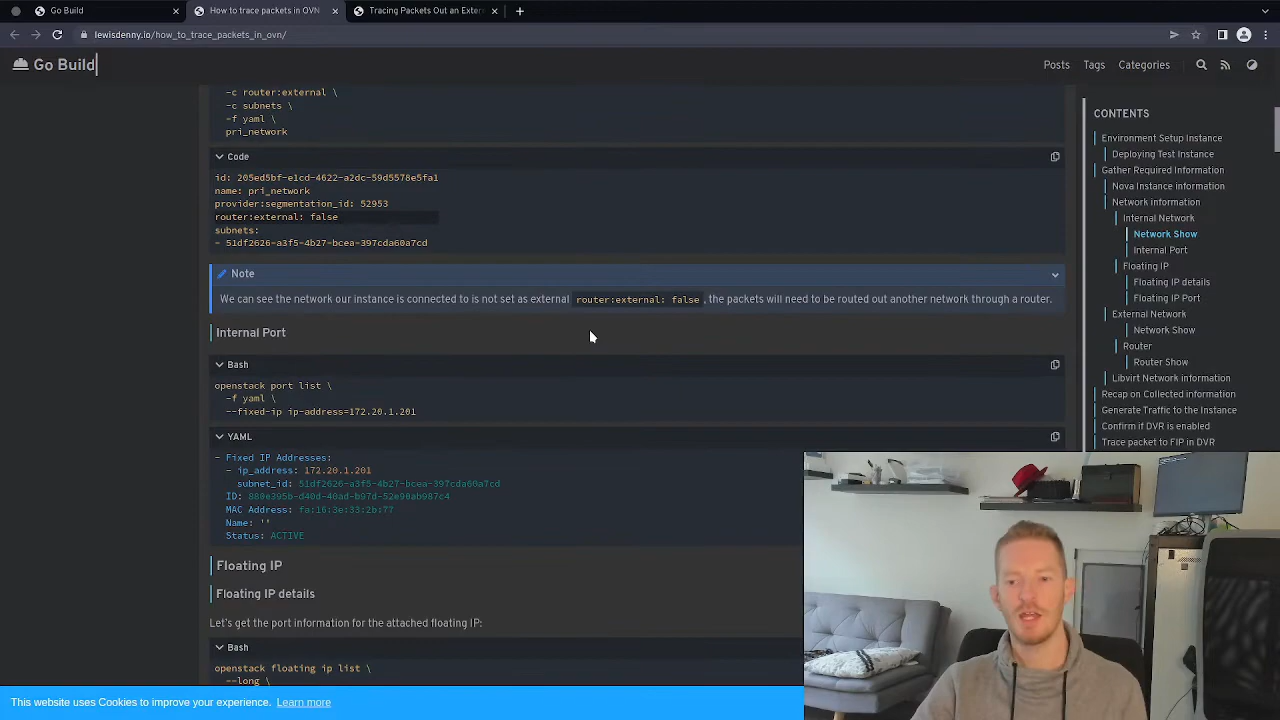 Go Build
How to trace packets in OVN
Tracing Packets Out an Exter
lewisdenny.io/how_to_trace_packets_in_ovn/
Go Build
Posts
Tags
Categories
-c router:external \
-c subnets \
-f yaml \
pri_network
Code
id: 205ed5bf-e1cd-4622-a2dc-59d5578e5fa1
name: pri_network
provider:segmentation_id: 52953
router:external: false
subnets:
- 51df2626-a3f5-4b27-bcea-397cda60a7cd
Note
We can see the network our instance is connected to is not set as external router:external: false, the packets will need to be routed out another network through a router.
Internal Port
Bash
openstack port list \
-f yaml \
--fixed-ip ip-address=172.20.1.201
YAML
- Fixed IP Addresses:
- ip_address: 172.20.1.201
subnet_id: 51df2626-a3f5-4b27-bcea-397cda60a7cd
ID: 880e395b-d40d-40ad-b97d-52e90ab987c4
MAC Address: fa:16:3e:33:2b:77
Name: ''
Status: ACTIVE
Floating IP
Floating IP details
Let's get the port information for the attached floating IP:
Bash
openstack floating ip list \
--long \
CONTENTS
Environment Setup Instance
Deploying Test Instance
Gather Required Information
Nova Instance information
Network information
Internal Network
Network Show
Internal Port
Floating IP
Floating IP details
Floating IP Port
External Network
Network Show
Router
Router Show
Libvirt Network information
Recap on Collected information
Generate Traffic to the Instance
Confirm if DVR is enabled
Trace packet to FIP in DVR
This website uses Cookies to improve your experience. Learn more